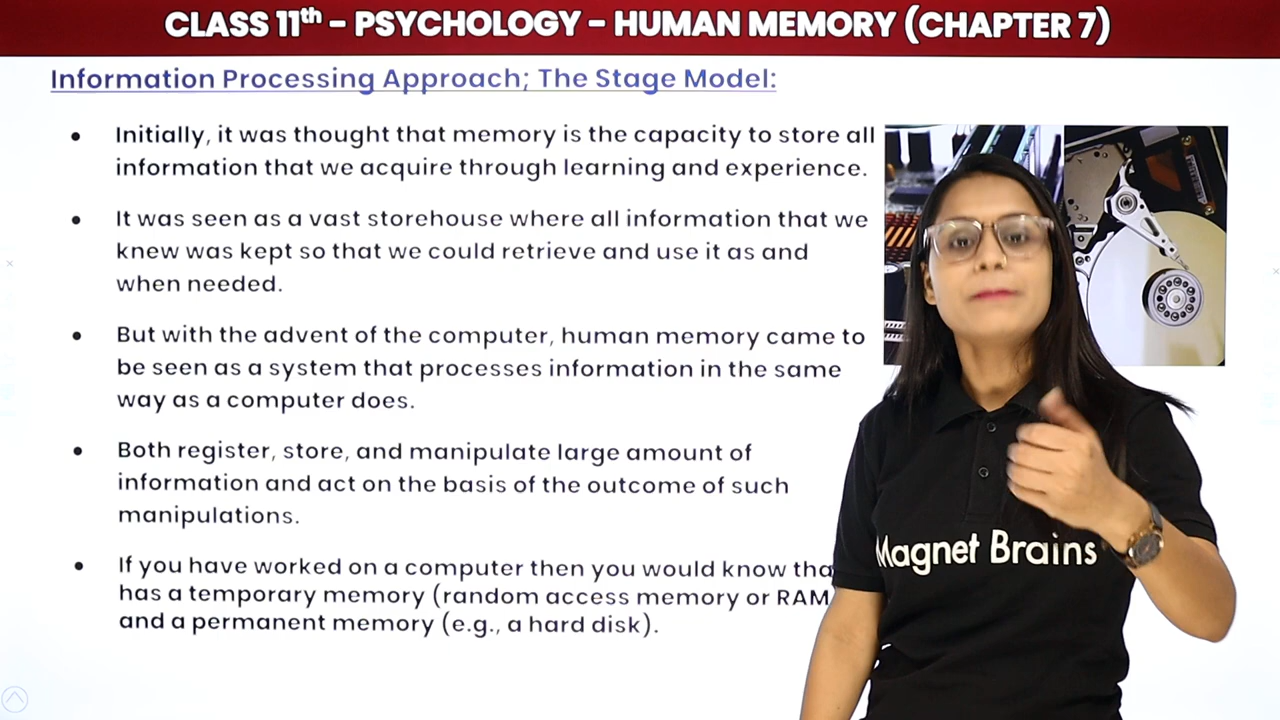 CLASS 11th - PSYCHOLOGY - HUMAN MEMORY (CHAPTER 7)
Information Processing Approach; The Stage Model:
• Initially, it was thought that memory is the capacity to store all
information that we acquire through learning and experience.
• It was seen as a vast storehouse where all information that we
knew was kept so that we could retrieve and use it as and
when needed.
• But with the advent of the computer, human memory came to
be seen as a system that processes information in the same
way as a computer does.
• Both register, store, and manipulate large amount of
information and act on the basis of the outcome of such
manipulations.
• If you have worked on a computer then you would know
has a temporary memory (random access memory or RAM
and a permanent memory (e.g., a hard disk).
Magnet Brains